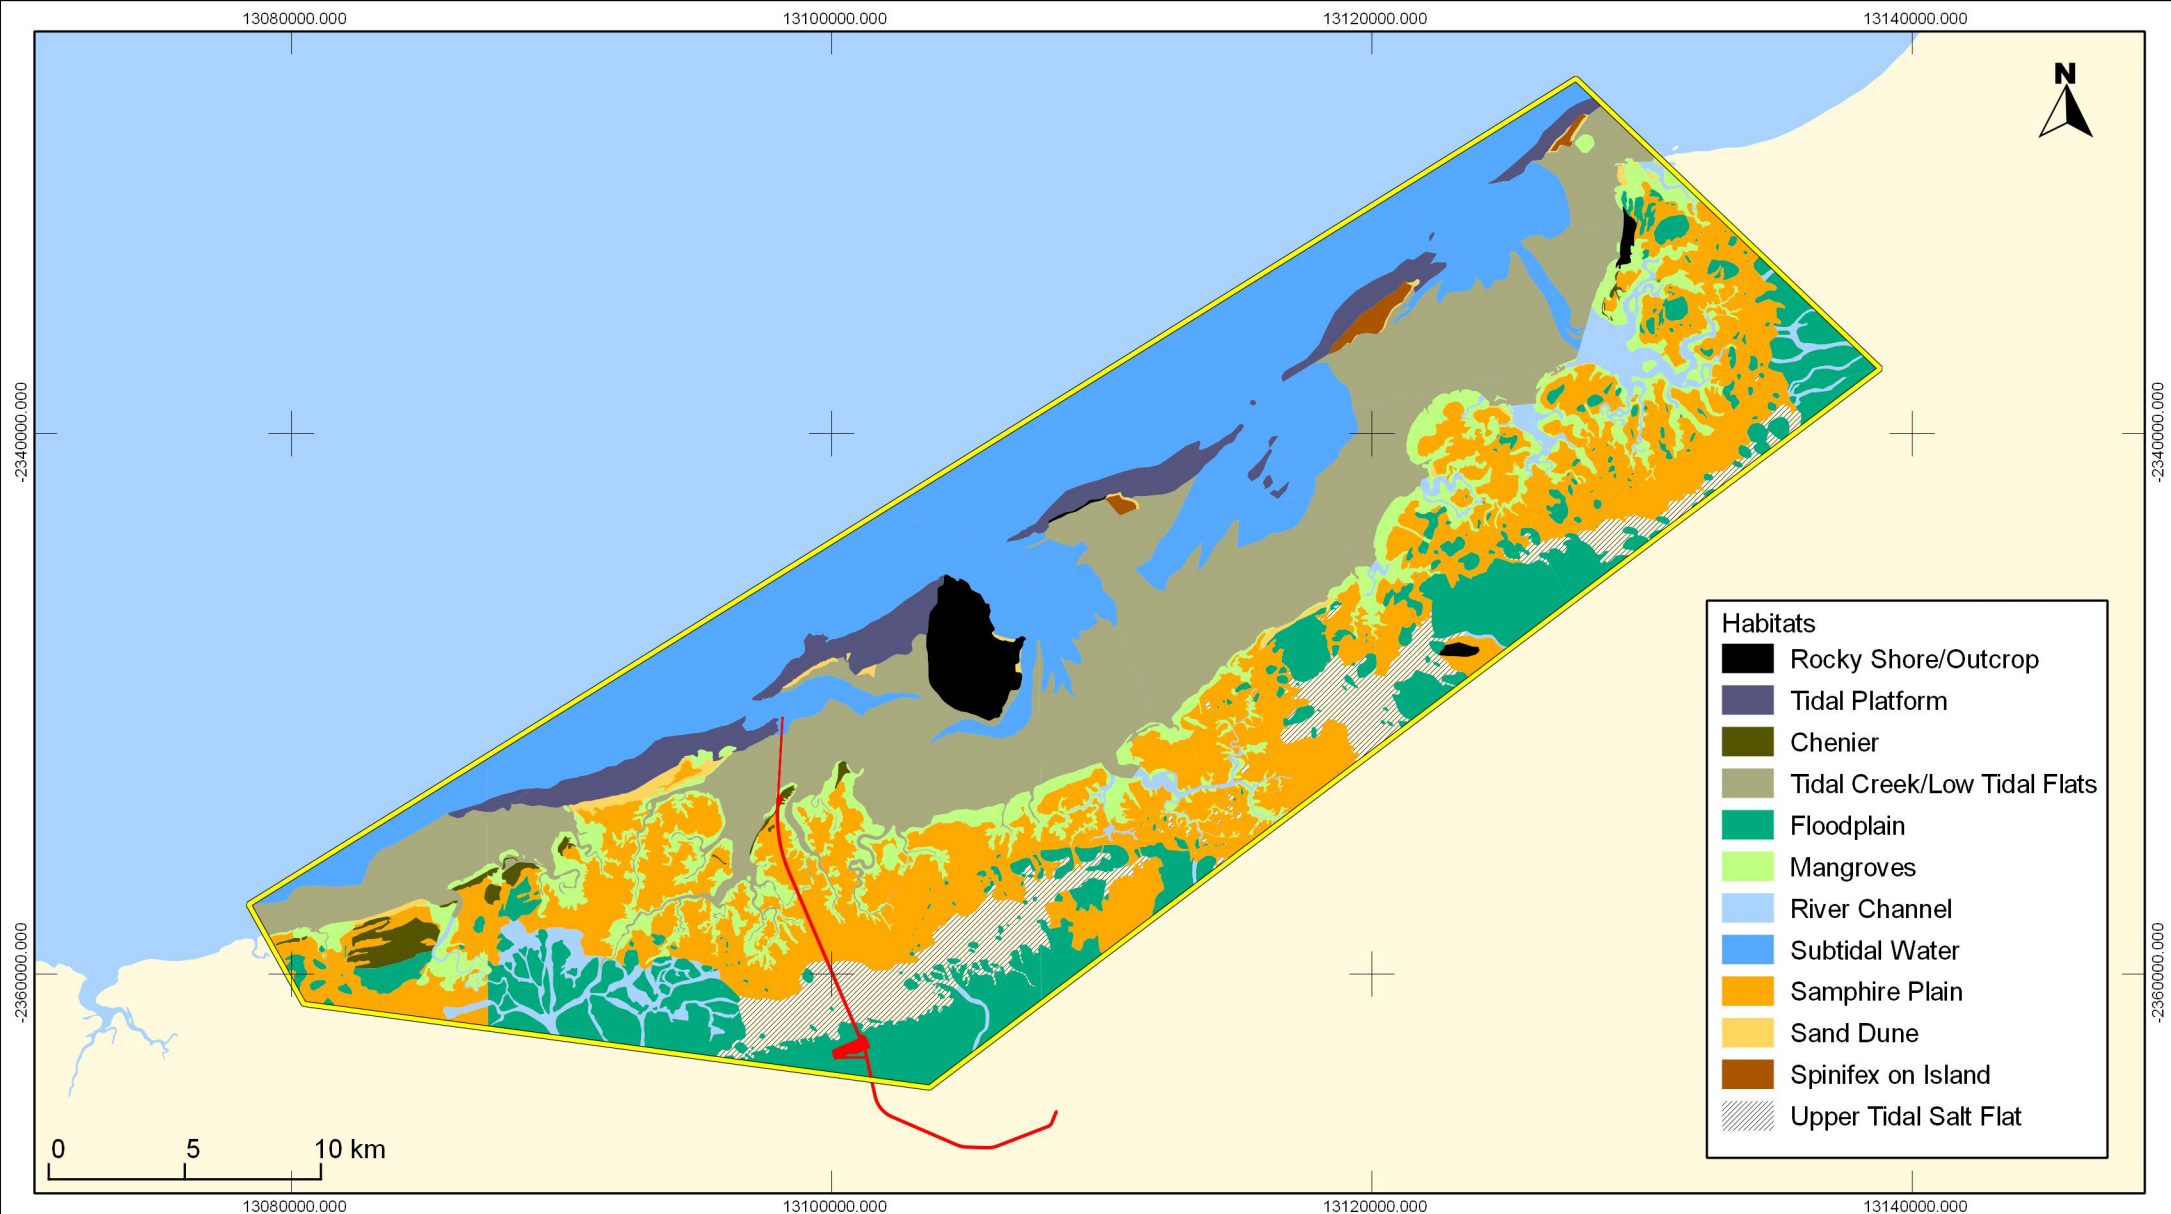 13080000.000 13100000.000 13120000.000 13140000.000
N
-2340000.000 -2340000.000
-2360000.000 -2360000.000
Habitats
Rocky Shore/Outcrop
Tidal Platform
Chenier
Tidal Creek/Low Tidal Flats
Floodplain
Mangroves
River Channel
Subtidal Water
Samphire Plain
Sand Dune
Spinifex on Island
Upper Tidal Salt Flat
0 5 10 km
13080000.000 13100000.000 13120000.000 13140000.000